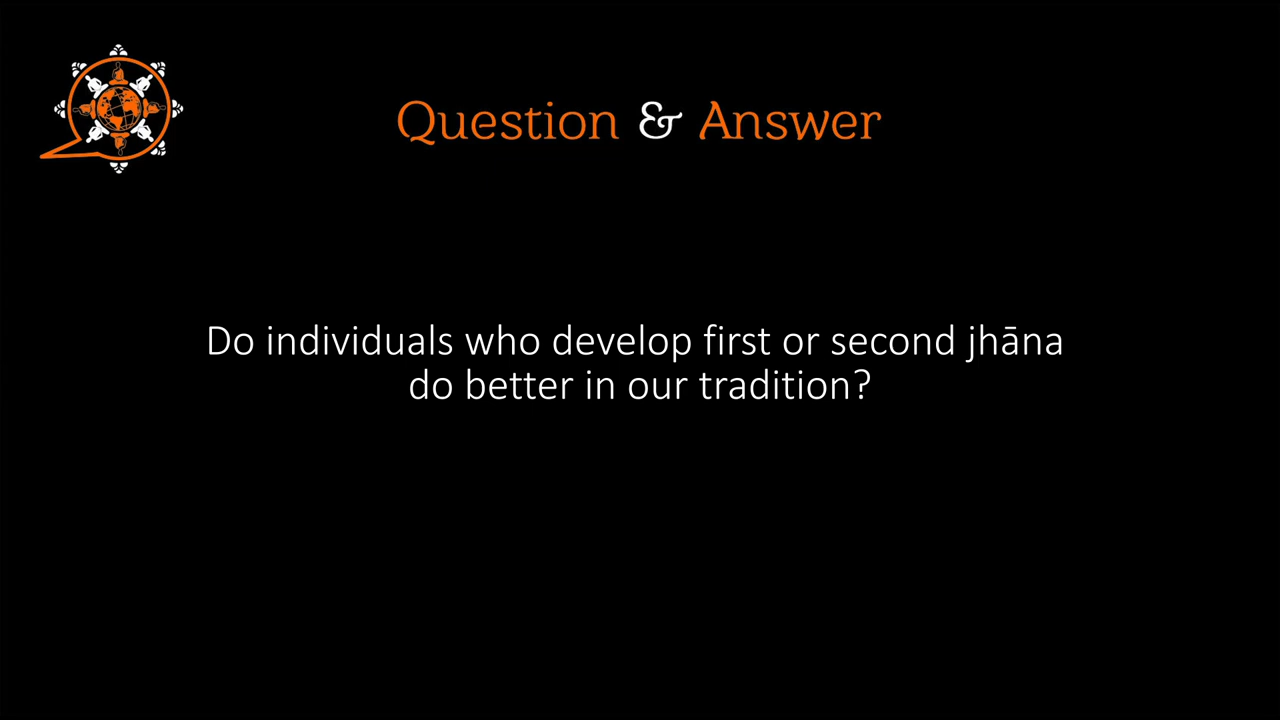 Question & Answer
Do individuals who develop first or second jhāna
do better in our tradition?